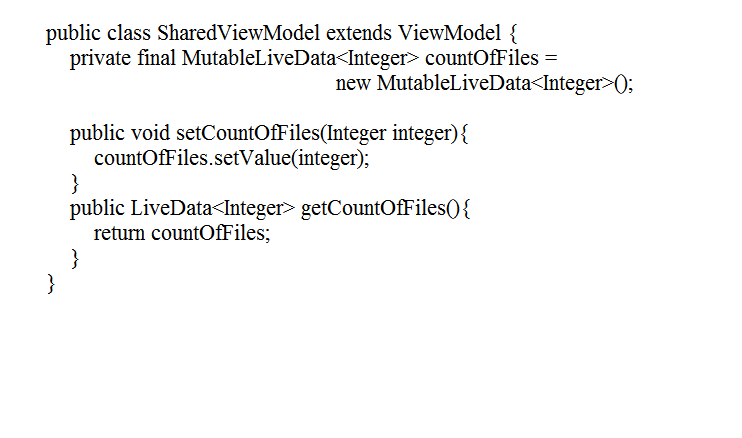 public class SharedViewModel extends ViewModel {
private final MutableLiveData<Integer> countOfFiles =
new MutableLiveData<Integer>();
public void setCountOfFiles(Integer integer){
countOfFiles.setValue(integer);
}
public LiveData<Integer> getCountOfFiles(){
return countOfFiles;
}
}